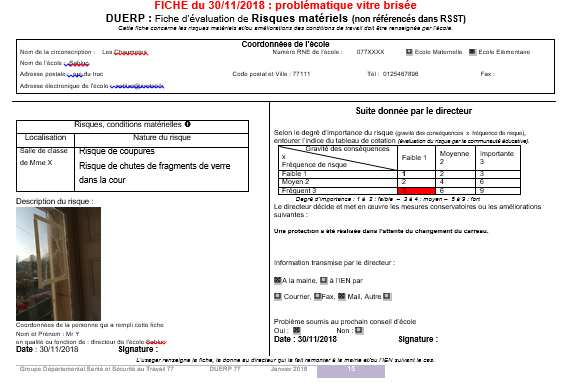 FICHE du 30/11/2018 : problématique vitre brisée
DUERP : Fiche d'évaluation de Risques matériels (non référencés dans RSST)
Cette fiche concerne les risques matériels et/ou améliorations des conditions de travail doit être renseignée par l'école.
Coordonnées de l'école
Nom de la circonscription : Les Numéro RNE de l'école : 077XXXX Ecole Maternelle Ecole Elémentaire
Nom de l'école :
Adresse postale : rue du truc Code postal et Ville : 77111 Tél : 0125467896 Fax :
Adresse électronique de l'école :
Risques, conditions matérielles
Localisation Nature du risque
Salle de classe de Mme X
Risque de coupures
Risque de chutes de fragments de verre
dans la cour
Description du risque :
Coordonnées de la personne qui a rempli cette fiche
Nom et Prénom : Mr Y
en qualité ou fonction de : directeur de l'école
Date : 30/11/2018 Signature :
Suite donnée par le directeur
Selon le degré d'importance du risque (gravité des conséquences x fréquence de risque),
entourer l'indice du tableau de cotation (évaluation du risque par la communauté éducative).
Gravité des conséquences
x
Fréquence de risque
Faible 1 Moyenne 2 Importante 3
Faible 1 1 2 3
Moyen 2 2 4 6
Fréquent 3 3 6 9
Degré d'importance : 1 à 2 : faible – 3 à 4 : moyen – 5 à 9 : fort
Le directeur décide et met en œuvre les mesures conservatoires ou les améliorations
suivantes :
Une protection a été réalisée dans l'attente du changement du carreau.
Information transmise par le directeur :
A la mairie, à l'IEN par
Courrier, Fax, Mail, Autre
Problème soumis au prochain conseil d'école
Oui : Non :
Date : 30/11/2018 Signature :
L'usager renseigne la fiche, la donne au directeur qui la fait remonter à la mairie et/ou l'IEN suivant le cas.
Groupe Départemental Santé et Sécurité au Travail 77 DUERP 77 Janvier 2018 15